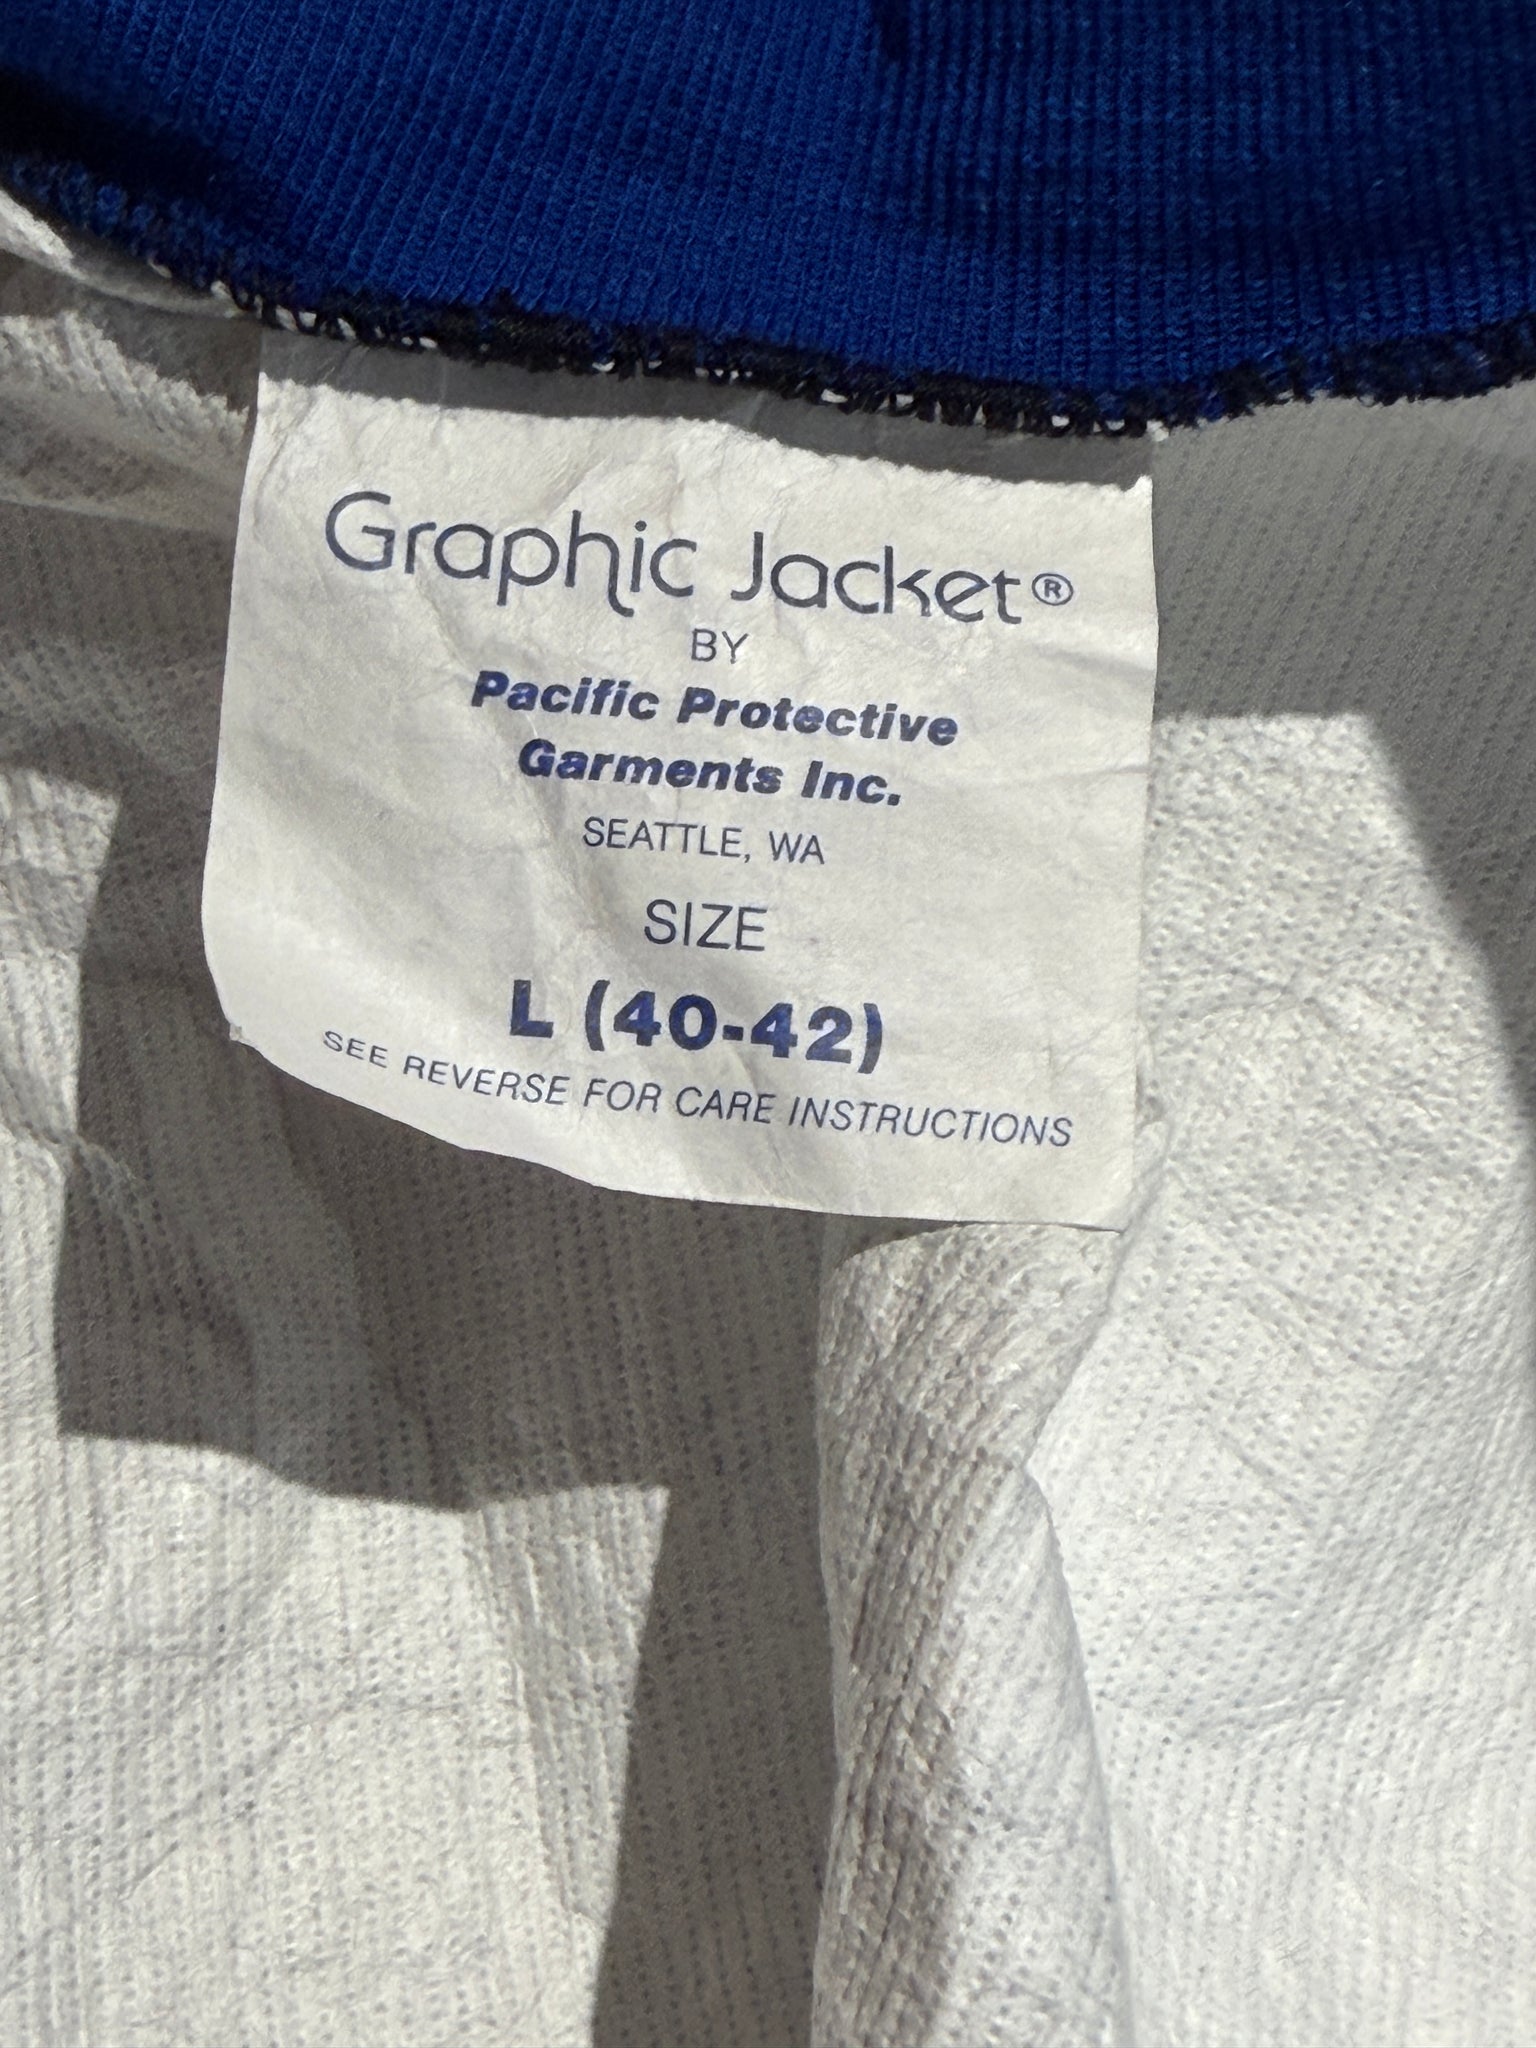 Graphic Jacket®
BY
Pacific Protective
Garments Inc.
SEATTLE, WA
SIZE
L (40-42)
SEE REVERSE FOR CARE INSTRUCTIONS